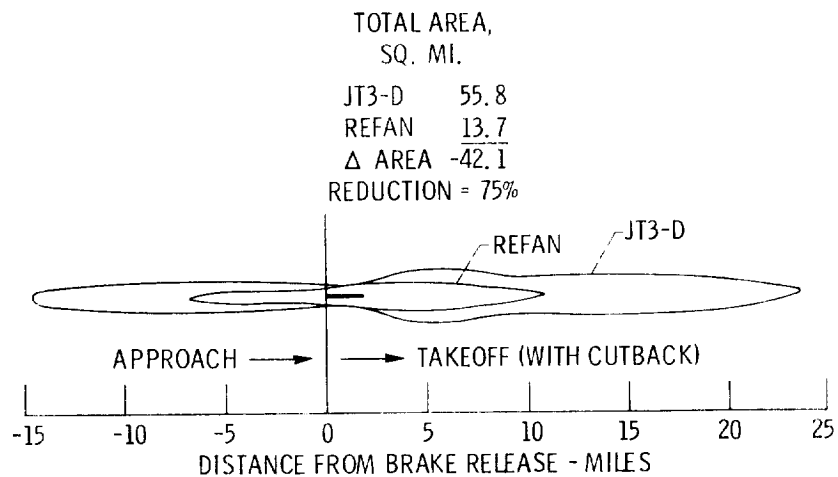 TOTAL AREA,
SQ. MI.
JT3-D 55.8
REFAN 13.7
Δ AREA -42.1
REDUCTION = 75%
REFAN
JT3-D
APPROACH
TAKEOFF (WITH CUTBACK)
-15 -10 -5 0 5 10 15 20 25
DISTANCE FROM BRAKE RELEASE - MILES